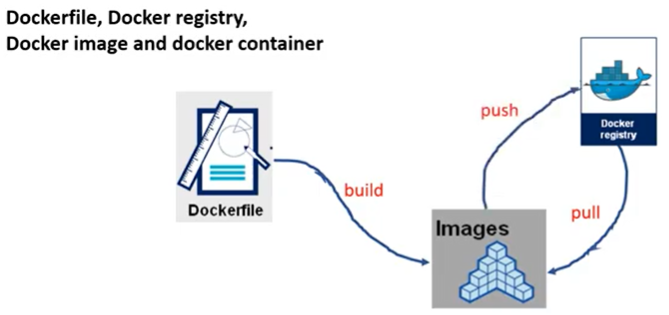 Dockerfile, Docker registry,
Docker image and docker container
push
Docker
registry
build
Dockerfile
pull
Images